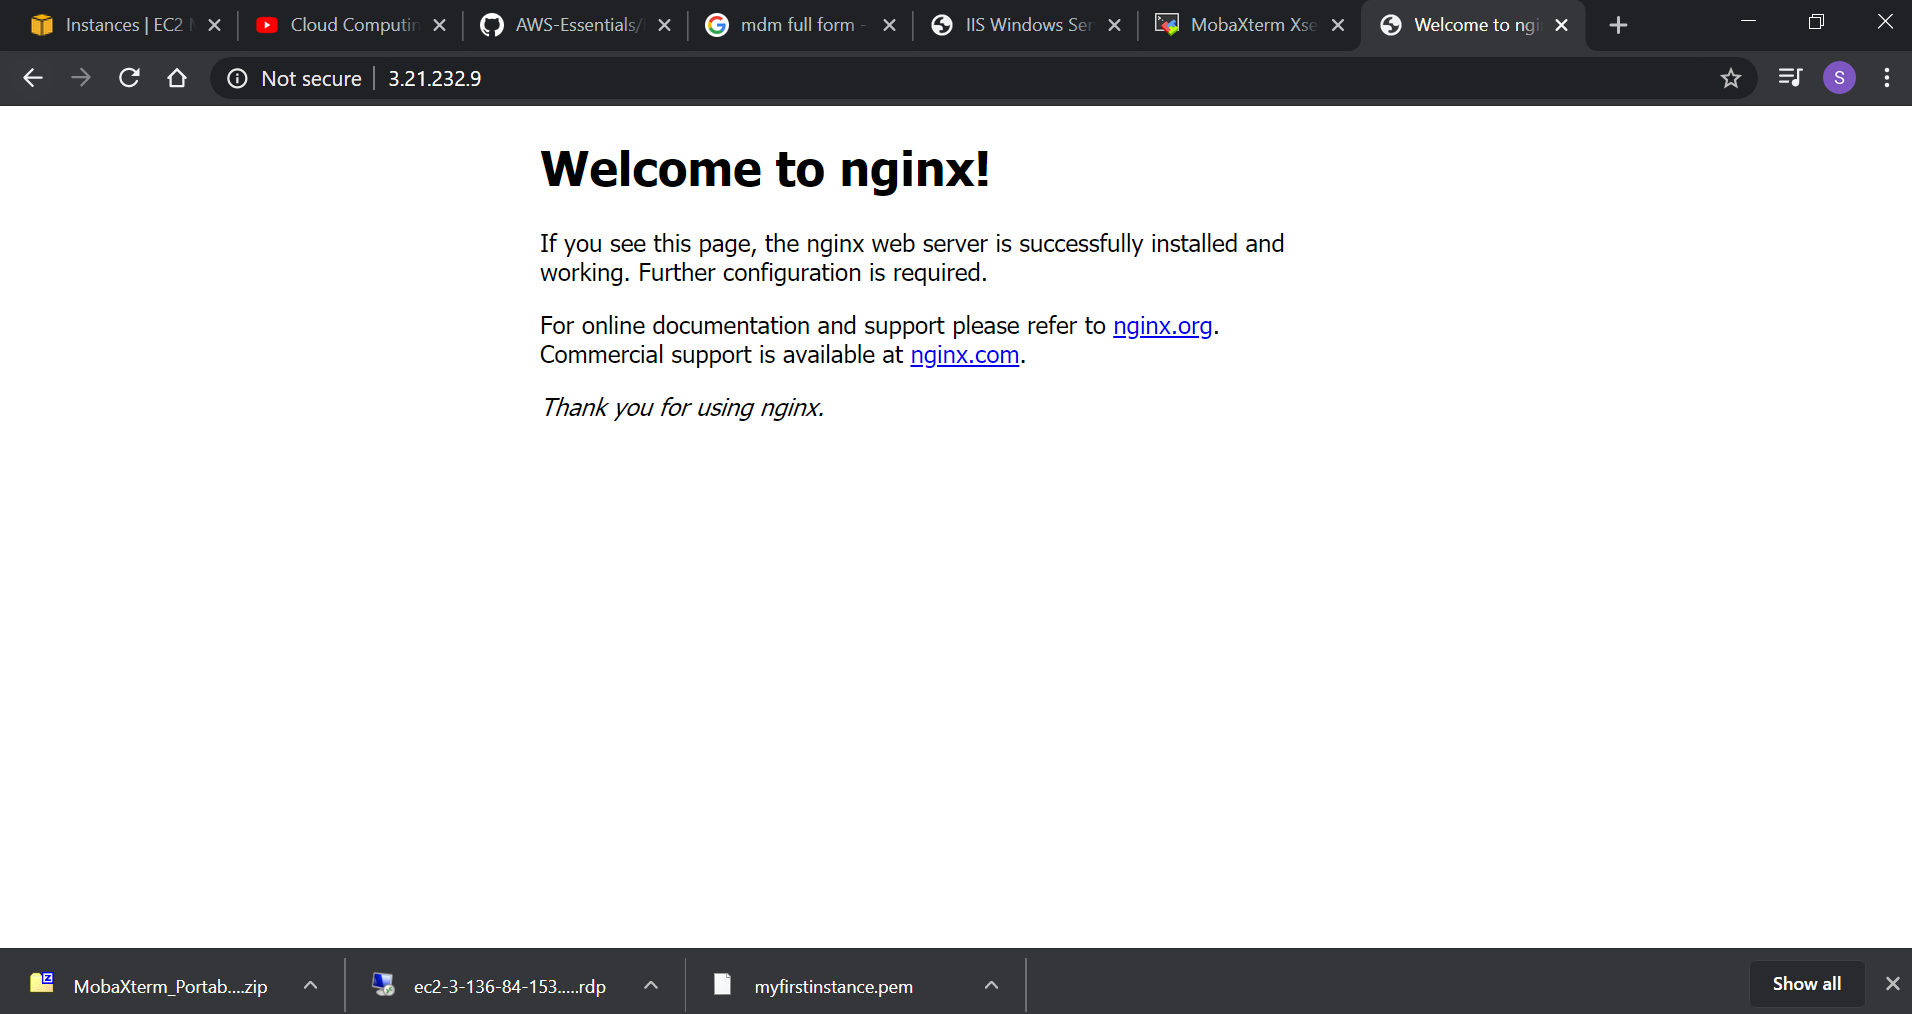 Instances | EC2
Cloud Computin
AWS-Essentials/
mdm full form -
IIS Windows Ser
MobaXterm Xse
Welcome to ngi
Not secure
3.21.232.9
S
Welcome to nginx!
If you see this page, the nginx web server is successfully installed and
working. Further configuration is required.
For online documentation and support please refer to nginx.org.
Commercial support is available at nginx.com.
Thank you for using nginx.
MobaXterm_Portab....zip
ec2-3-136-84-153.....rdp
myfirstinstance.pem
Show all